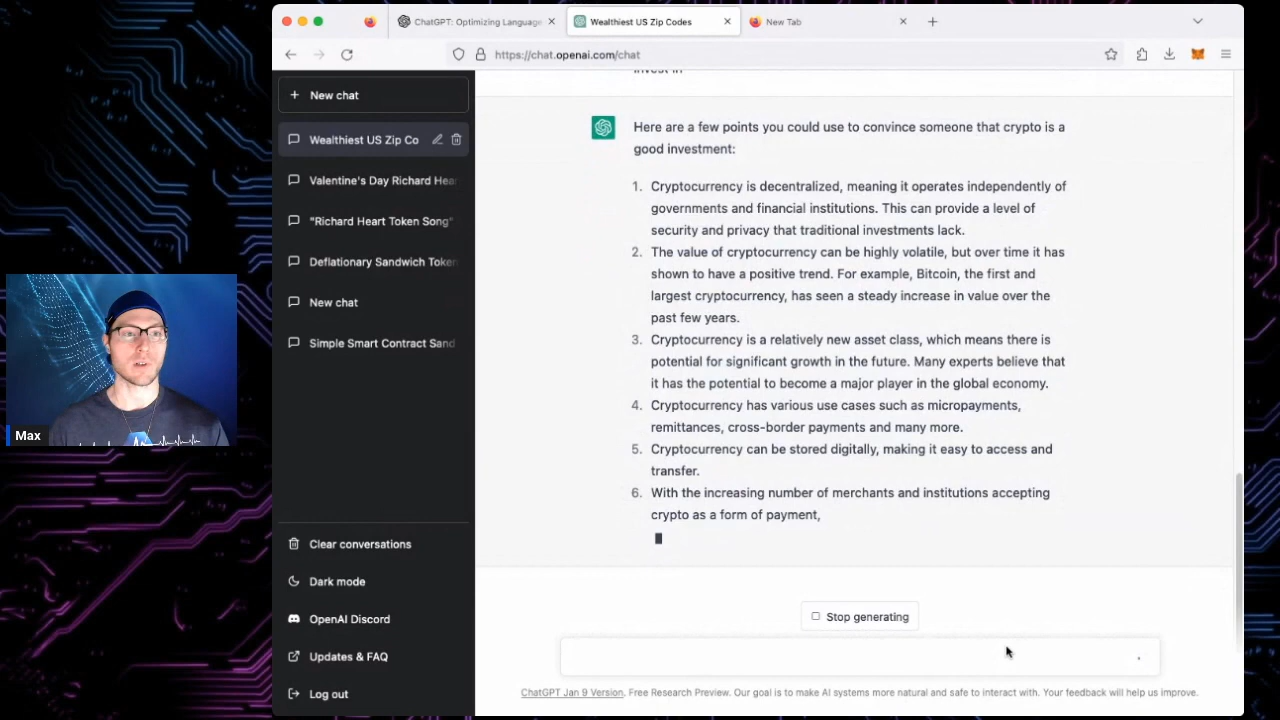 ChatGPT: Optimizing Language
Wealthiest US Zip Codes
New Tab
https://chat.openai.com/chat
New chat
Wealthiest US Zip Co
Valentine's Day Richard Hea
"Richard Heart Token Song"
Deflationary Sandwich Token
New chat
Simple Smart Contract Sand
Clear conversations
Dark mode
OpenAI Discord
Updates & FAQ
Log out
invest in
Here are a few points you could use to convince someone that crypto is a
good investment:
1. Cryptocurrency is decentralized, meaning it operates independently of
governments and financial institutions. This can provide a level of
security and privacy that traditional investments lack.
2. The value of cryptocurrency can be highly volatile, but over time it has
shown to have a positive trend. For example, Bitcoin, the first and
largest cryptocurrency, has seen a steady increase in value over the
past few years.
3. Cryptocurrency is a relatively new asset class, which means there is
potential for significant growth in the future. Many experts believe that
it has the potential to become a major player in the global economy.
4. Cryptocurrency has various use cases such as micropayments,
remittances, cross-border payments and many more.
5. Cryptocurrency can be stored digitally, making it easy to access and
transfer.
6. With the increasing number of merchants and institutions accepting
crypto as a form of payment,
Stop generating
ChatGPT Jan 9 Version. Free Research Preview. Our goal is to make AI systems more natural and safe to interact with. Your feedback will help us improve.
Max